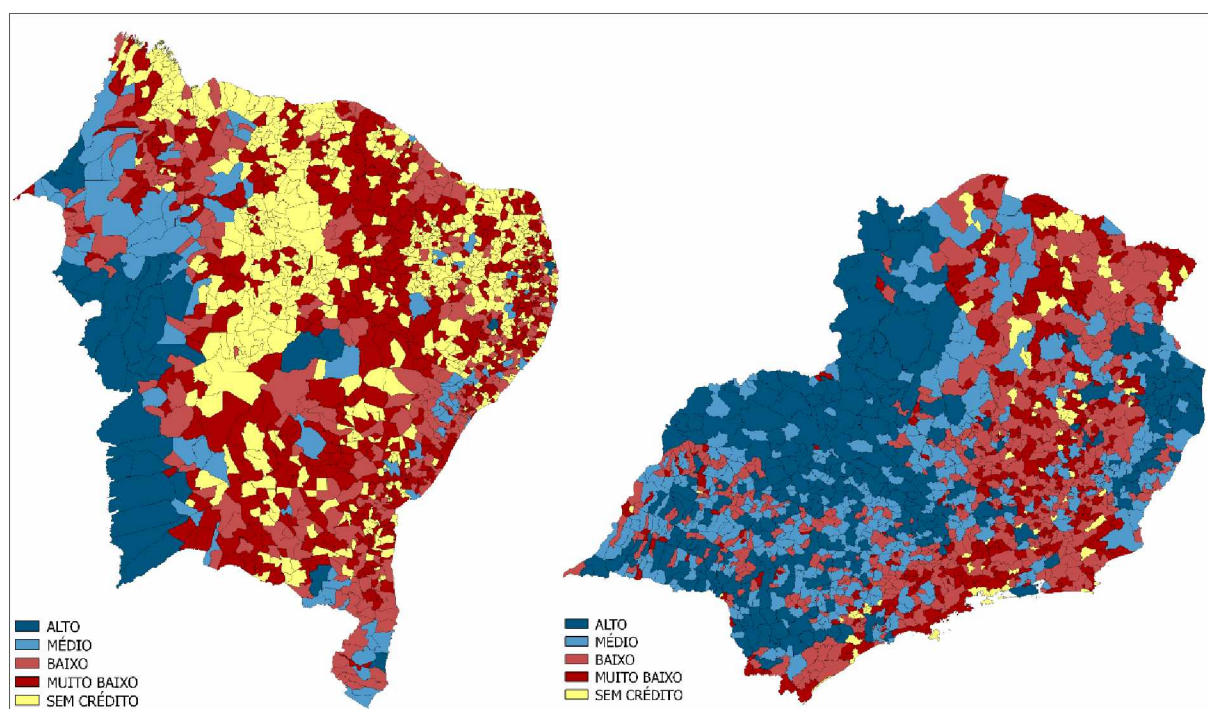 ALTO
MÉDIO
BAIXO
MUITO BAIXO
SEM CRÉDITO
ALTO
MÉDIO
BAIXO
MUITO BAIXO
SEM CRÉDITO